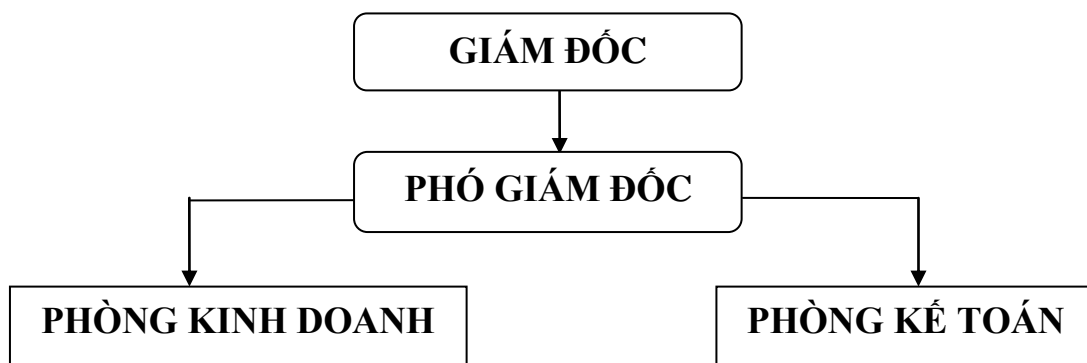 GIÁM ĐỐC
PHÓ GIÁM ĐỐC
PHÒNG KINH DOANH
PHÒNG KẾ TOÁN